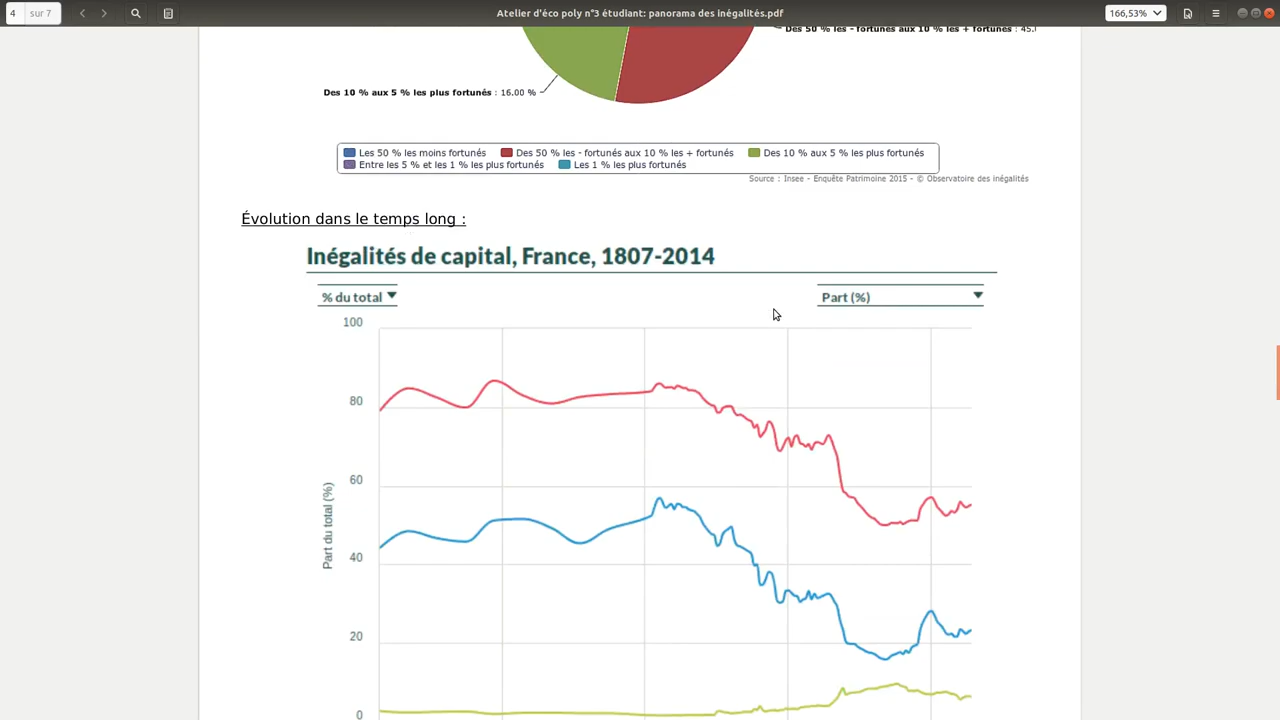 4 sur 7
Atelier d'éco poly n°3 étudiant: panorama des inégalités.pdf
166,53%
Des 50 % les - fortunés aux 10 % les + fortunés : 45.
Des 10 % aux 5 % les plus fortunés : 16.00 %
Les 50 % les moins fortunés Des 50 % les - fortunés aux 10 % les + fortunés Des 10 % aux 5 % les plus fortunés
Entre les 5 % et les 1 % les plus fortunés Les 1 % les plus fortunés
Source : Insee - Enquête Patrimoine 2015 - © Observatoire des inégalités
Évolution dans le temps long :
Inégalités de capital, France, 1807-2014
% du total Part (%)
100
80
60
Part du total (%)
40
20
0